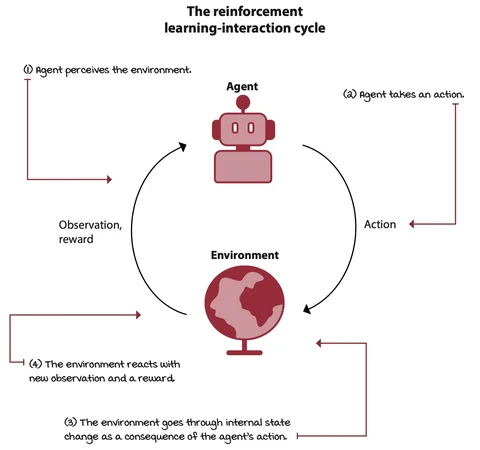 The reinforcement
learning-interaction cycle
(1) Agent perceives the environment.
Agent
(2) Agent takes an action.
Observation,
reward
Action
Environment
(4) The environment reacts with
new observation and a reward.
(3) The environment goes through internal state
change as a consequence of the agent's action.